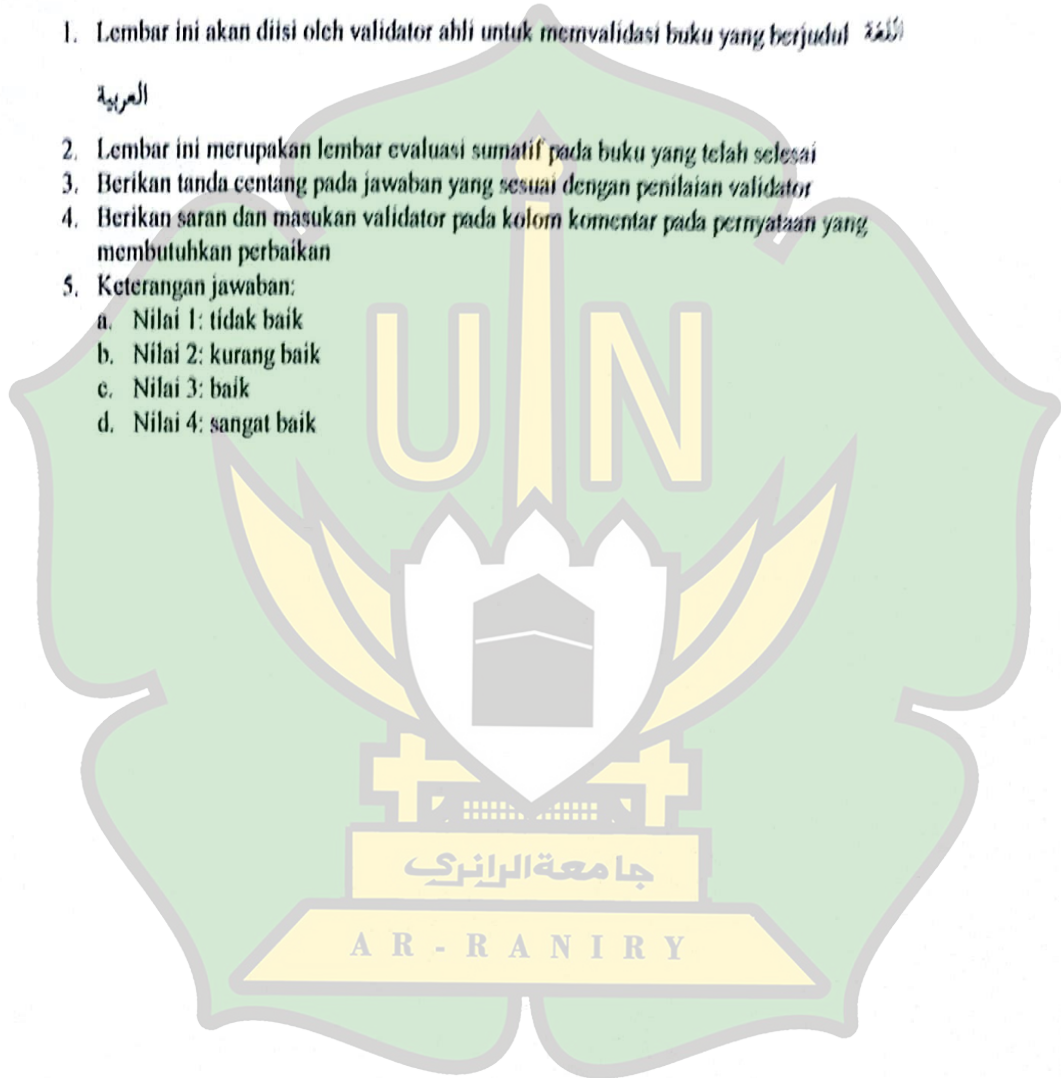 1. Lembar ini akan diisi oleh validator ahli untuk memvalidasi buku yang berjudul اللغة
العربية
2. Lembar ini merupakan lembar evaluasi sumatif pada buku yang telah selesai
3. Berikan tanda centang pada jawaban yang sesuai dengan penilaian validator
4. Berikan saran dan masukan validator pada kolom komentar pada pernyataan yang
membutuhkan perbaikan
5. Keterangan jawaban:
a. Nilai 1: tidak baik
b. Nilai 2: kurang baik
c. Nilai 3: baik
d. Nilai 4: sangat baik
UIN
جامعة الرانري
AR-RANIRY